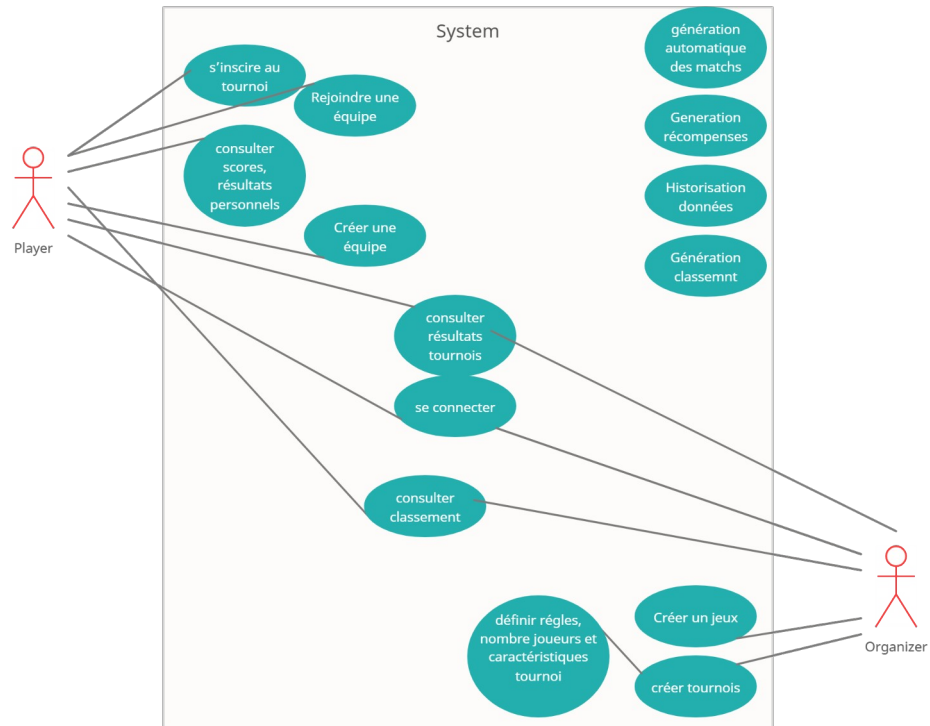 System
s'inscire au
tournoi
Rejoindre une
équipe
consulter
scores,
résultats
personnels
Créer une
équipe
Player
génération
automatique
des matchs
Generation
récompenses
Historisation
données
Génération
classemnt
consulter
résultats
tournois
se connecter
consulter
classement
définir régles,
nombre joueurs et
caractéristiques
tournoi
Créer un jeux
créer tournois
Organizer